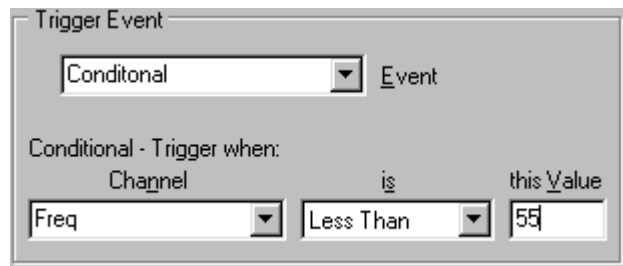 Trigger Event
Conditonal Event
Conditional - Trigger when:
Channel is this Value
Freq Less Than 55